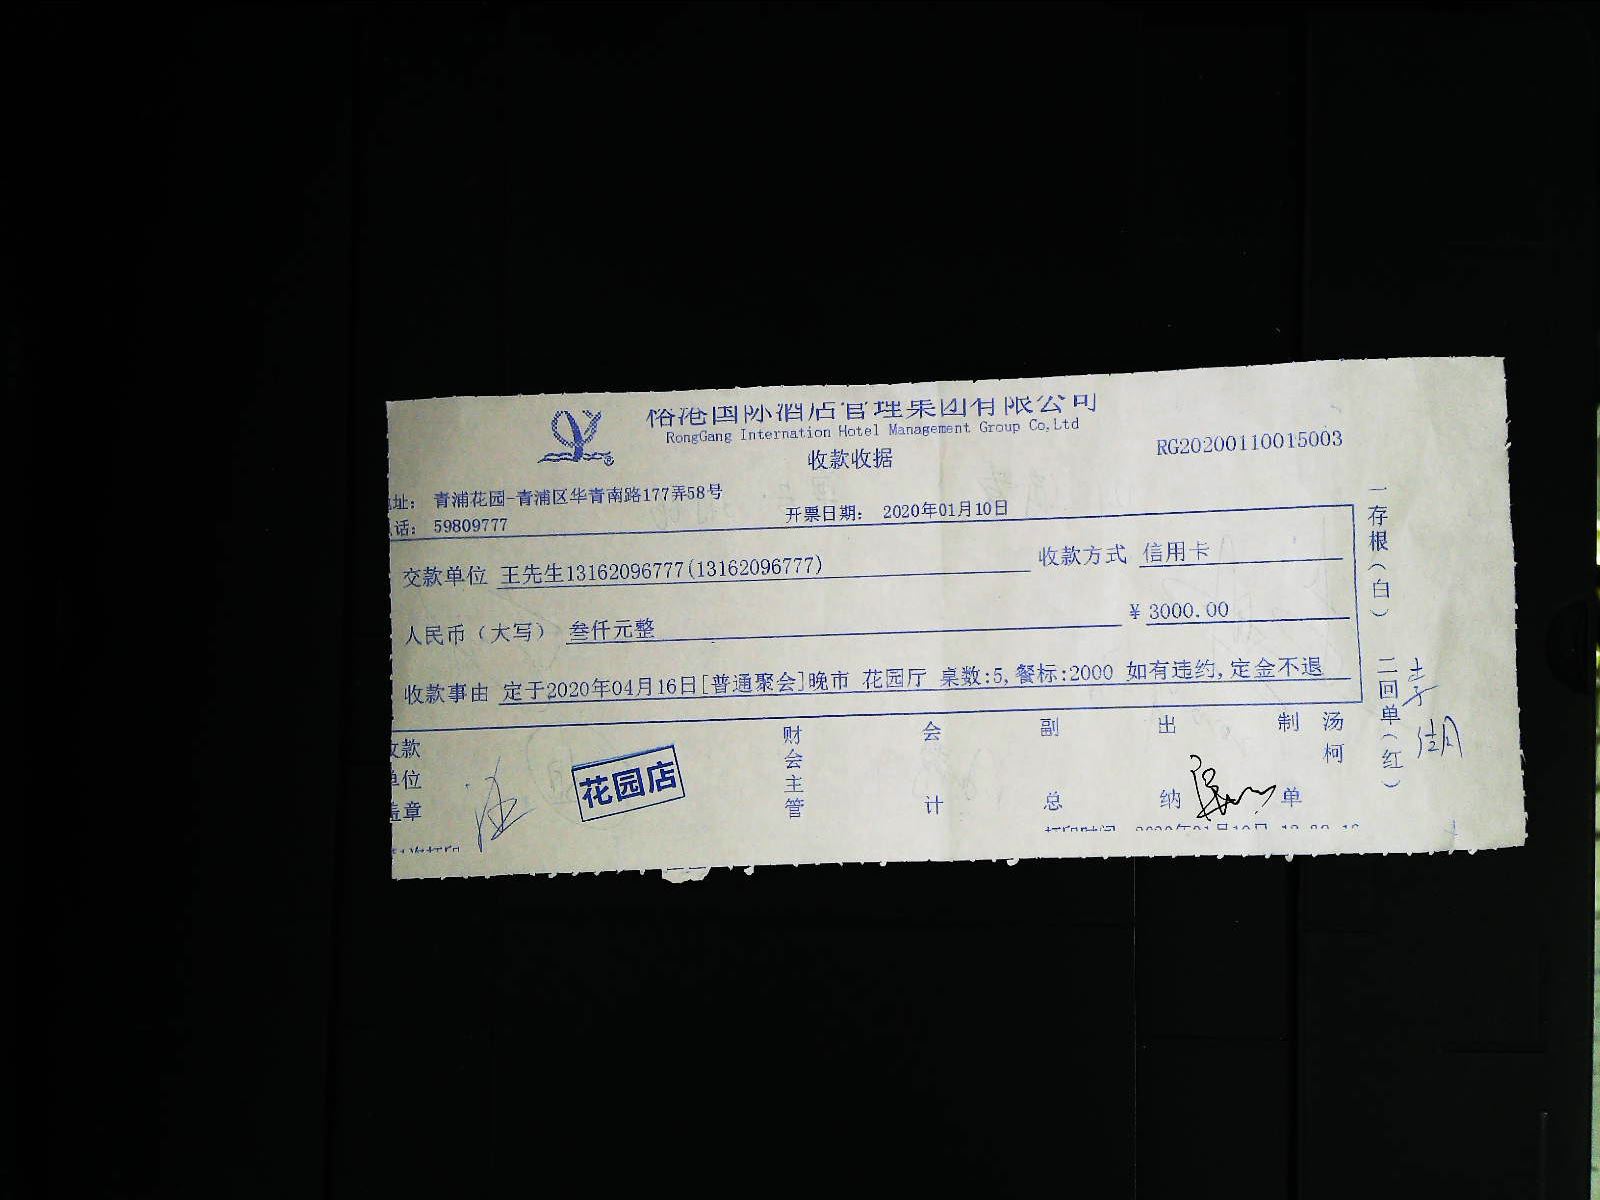 裕港国际酒店管理集团有限公司
RongGang Internation Hotel Management Group Co,Ltd
收款收据
RG20200110015003
址： 青浦花园-青浦区华青南路177弄58号
话： 59809777
开票日期： 2020年01月10日
交款单位 王先生13162096777(13162096777)
收款方式 信用卡
人民币（大写） 叁仟元整
¥ 3000.00
收款事由 定于2020年04月16日[普通聚会]晚市 花园厅 桌数:5,餐标:2000 如有违约,定金不退
收款单位盖章
花园店
财会主管
会计
副总
出纳
制单
汤柯
一存根（白）
二回单（红）